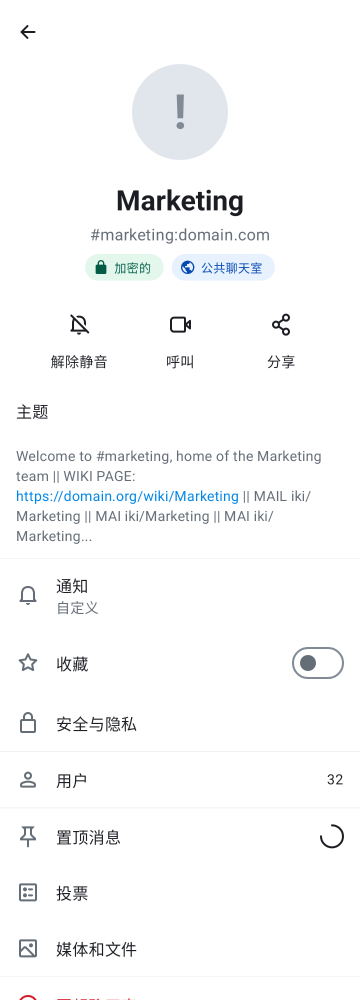 !
Marketing
#marketing:domain.com
加密的 公共聊天室
解除静音 呼叫 分享
主题
Welcome to #marketing, home of the Marketing
team || WIKI PAGE:
https://domain.org/wiki/Marketing || MAIL iki/
Marketing || MAI iki/Marketing || MAI iki/
Marketing...
通知
自定义
收藏
安全与隐私
用户 32
置顶消息
投票
媒体和文件